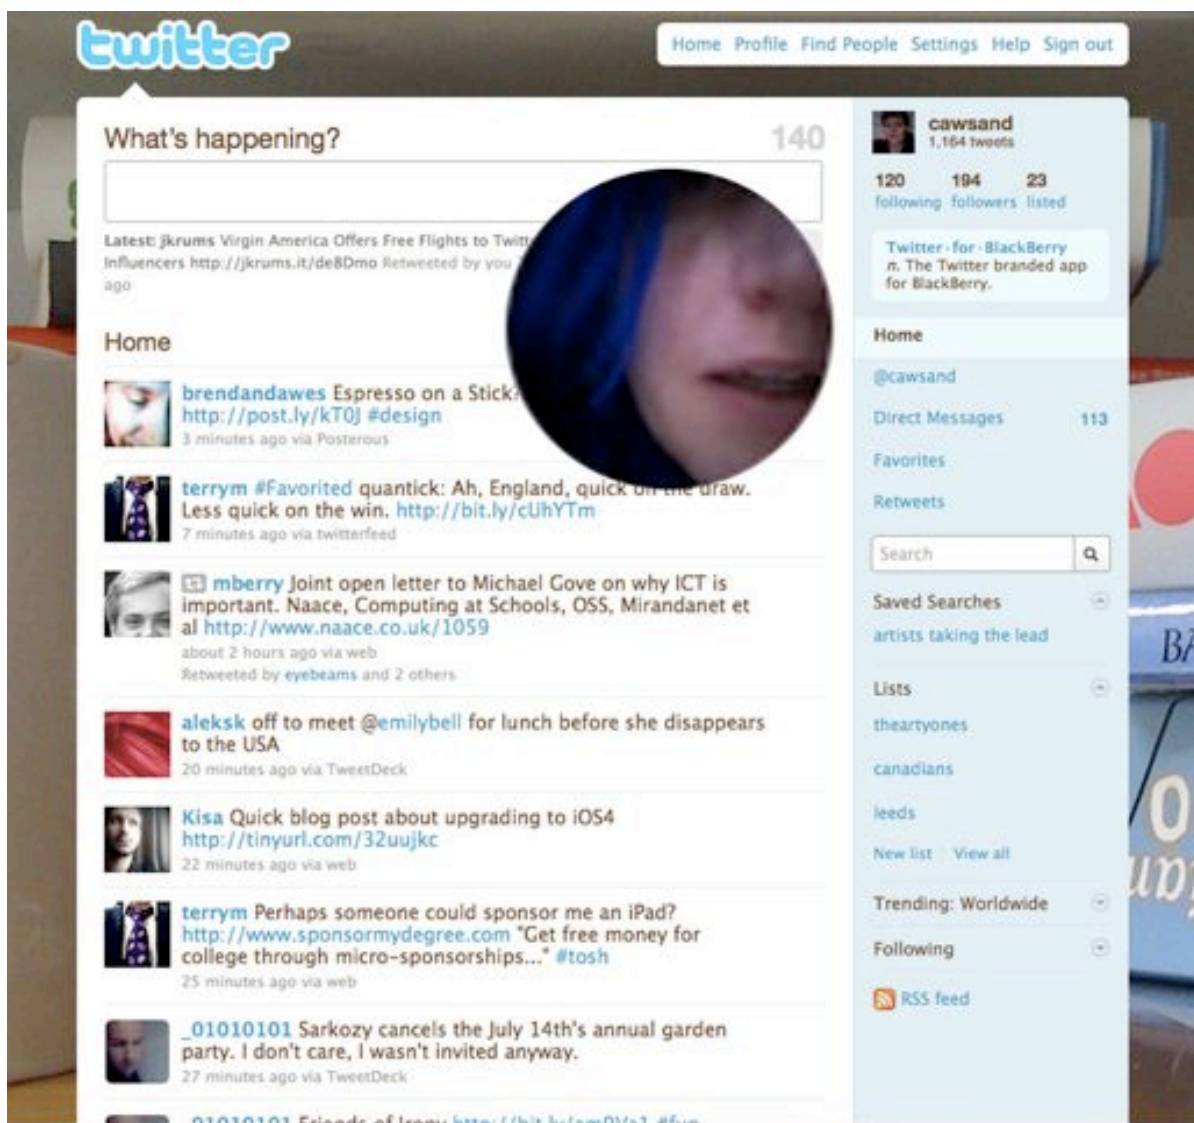 twitter
Home Profile Find People Settings Help Sign out
What's happening?
140
Latest: jkrums Virgin America Offers Free Flights to
Influencers http://jkrums.it/de8Dmo Retweeted by you
ago
Home
brendandawes Espresso on a Stick?
http://post.ly/kT0J #design
3 minutes ago via Posterous
terrym #Favorited quantick: Ah, England, quick on the draw.
Less quick on the win. http://bit.ly/cUhYTm
7 minutes ago via twitterfeed
mberry Joint open letter to Michael Gove on why ICT is
important. Naace, Computing at Schools, OSS, Mirandanet et
al http://www.naace.co.uk/1059
about 2 hours ago via web
Retweeted by eyebeams and 2 others
aleksk off to meet @emilybell for lunch before she disappears
to the USA
20 minutes ago via TweetDeck
Kisa Quick blog post about upgrading to iOS4
http://tinyurl.com/32uujkc
22 minutes ago via web
terrym Perhaps someone could sponsor me an iPad?
http://www.sponsormydegree.com "Get free money for
college through micro-sponsorships..." #tosh
25 minutes ago via web
_01010101 Sarkozy cancels the July 14th's annual garden
party. I don't care, I wasn't invited anyway.
27 minutes ago via TweetDeck
_01010101 Friends of Irony
cawsand
1,164 tweets
120 194 23
following followers listed
Twitter·for·BlackBerry
n. The Twitter branded app
for BlackBerry.
Home
@cawsand
Direct Messages 113
Favorites
Retweets
Search
Saved Searches
artists taking the lead
Lists
theartyones
canadians
leeds
New list View all
Trending: Worldwide
Following
RSS feed